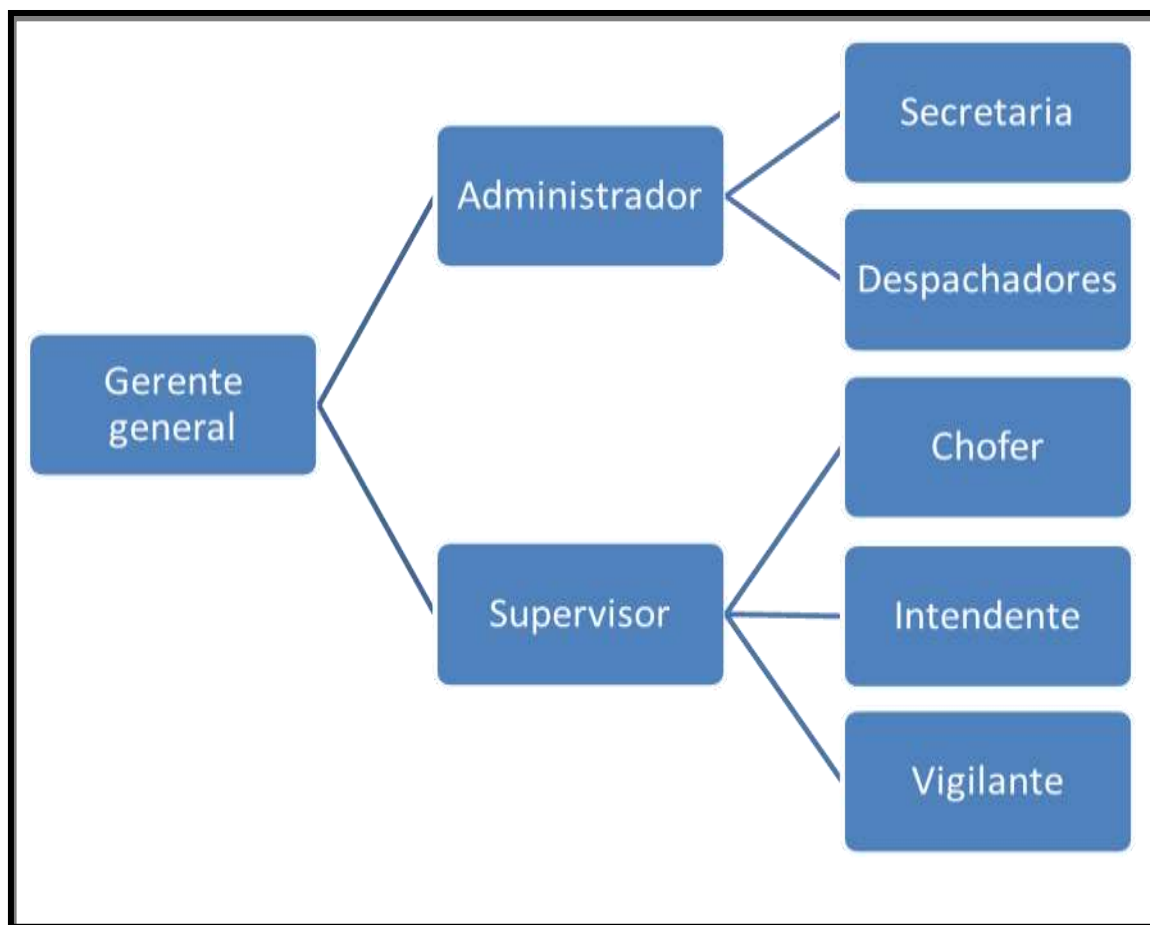 Gerente
general
Administrador
Secretaria
Despachadores
Supervisor
Chofer
Intendente
Vigilante